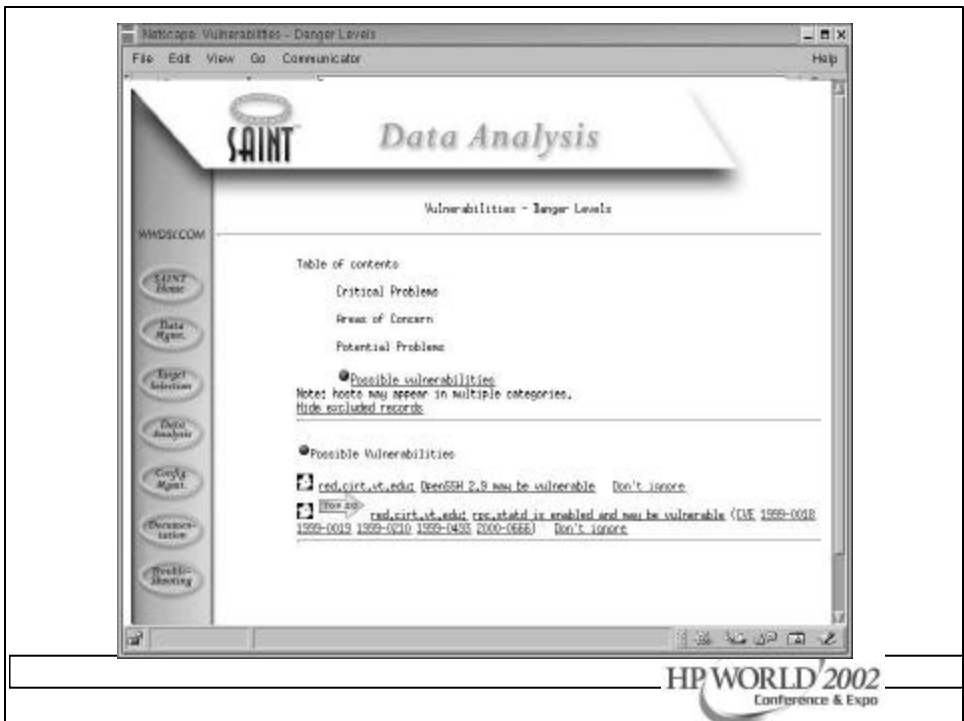 Netscape: Vulnerabilities - Danger Levels
File Edit View Go Communicator Help
SAINT™
Data Analysis
Vulnerabilities - Danger Levels
WWDSI.COM
Table of contents
Critical Problems
Areas of Concern
Potential Problems
Possible vulnerabilities
Note: hosts may appear in multiple categories.
Hide excluded records
Possible Vulnerabilities
red.cirt.vt.edu: OpenSSH 2.9 may be vulnerable Don't ignore
TOP 20
red.cirt.vt.edu: rpc.statd is enabled and may be vulnerable (CVE 1999-0018
1999-0019 1999-0210 1999-0493 2000-0666) Don't ignore
SAINT
Home
Data
Mgmt.
Target
Selection
Data
Analysis
Config
Mgmt.
Documen-
tation
Trouble-
Shooting
HP WORLD 2002
Conference & Expo